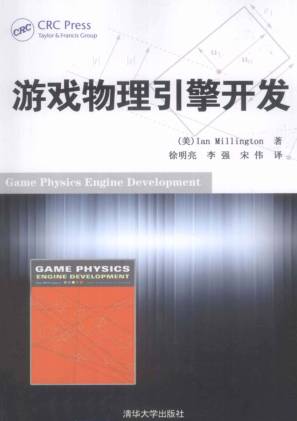 CRC
CRC Press
Taylor & Francis Group
游戏物理引擎开发
(美)Ian Millington 著
徐明亮 李强 宋伟 译
Game Physics Engine Development
GAME PHYSICS
ENGINE DEVELOPMENT
清华大学出版社